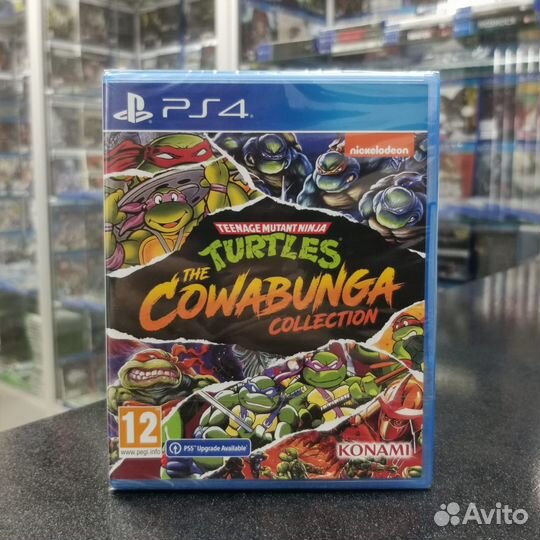 PS4
nickelodeon
TEENAGE MUTANT NINJA
TURTLES
THE
COWABUNGA
COLLECTION
12
www.pegi.info
PS5 Upgrade Available
KONAMI
Avito